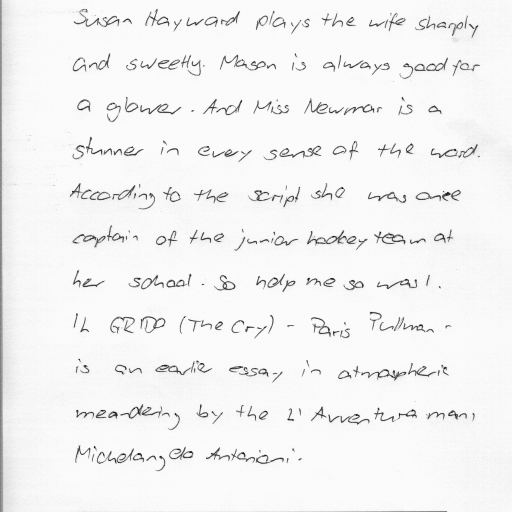 Susan Hayward plays the wife sharply
and sweetly. Mason is always good for
a glower. And Miss Newmar is a
stunner in every sense of the word.
According to the script she was once
captain of the junior hockey team at
her school. So help me so was I.
IL GRIDO (The Cry) - Paris Pullman -
is an earlie essay in atmospheric
meandering by the L'Avventura man,
Michelangelo Antonioni.